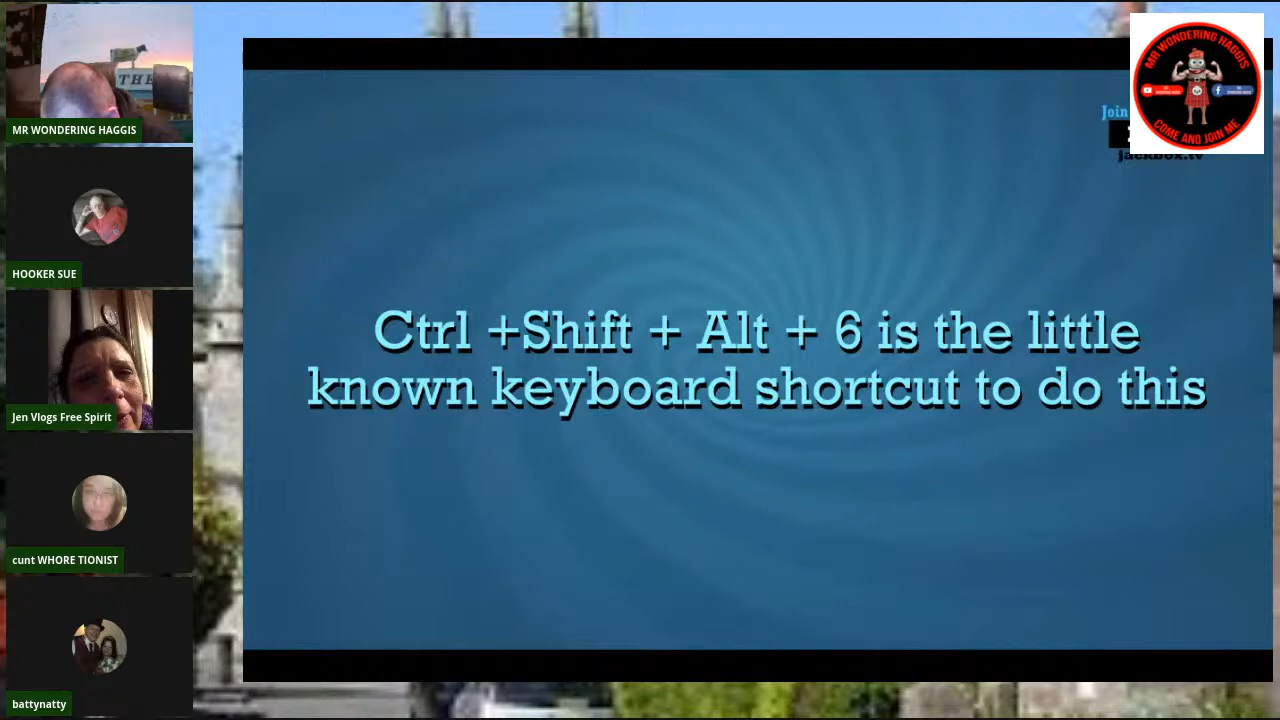 THE
MR WONDERING HAGGIS
HOOKER SUE
Jen Vlogs Free Spirit
cunt WHORE TIONIST
battynatty
Join
jackbox.tv
MR WONDERING HAGGIS
COME AND JOIN ME
Ctrl +Shift + Alt + 6 is the little
known keyboard shortcut to do this